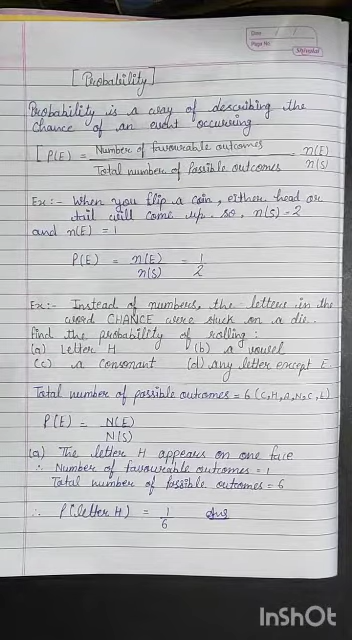 Date / /
Page No.
Shivalal
[Probability]
Probability is a way of describing the
Chance of an event occurring
[P(E) = Number of favourable outcomes / Total number of Possible outcomes = n(E)/n(S)
Ex:- When you flip a coin, either head or
tail will come up. so, n(S) = 2
and n(E) = 1
P(E) = n(E)/n(S) = 1/2
Ex:- Instead of numbers, the letters in the
word CHANCE were stuck on a die.
find the probability of rolling:
(a) Letter H (b) a vowel
(c) a consonant (d) any letter except E.
Total number of possible outcomes = 6 (C,H,A,N,C,E)
P(E) = N(E)/N(S)
(a) The letter H appears on one face
∴ Number of favourable outcomes = 1
Total number of possible outcomes = 6
∴ P(letter H) = 1/6 Ans
InShOt